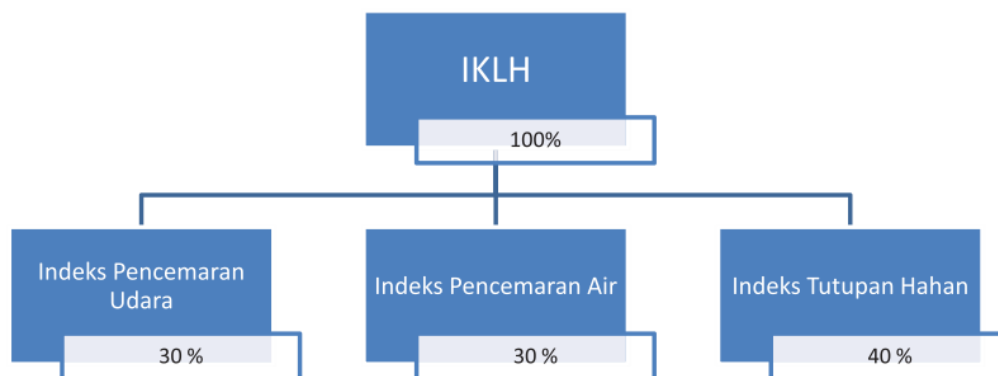 IKLH
100%
Indeks Pencemaran
Udara
30 %
Indeks Pencemaran Air
30 %
Indeks Tutupan Hahan
40 %